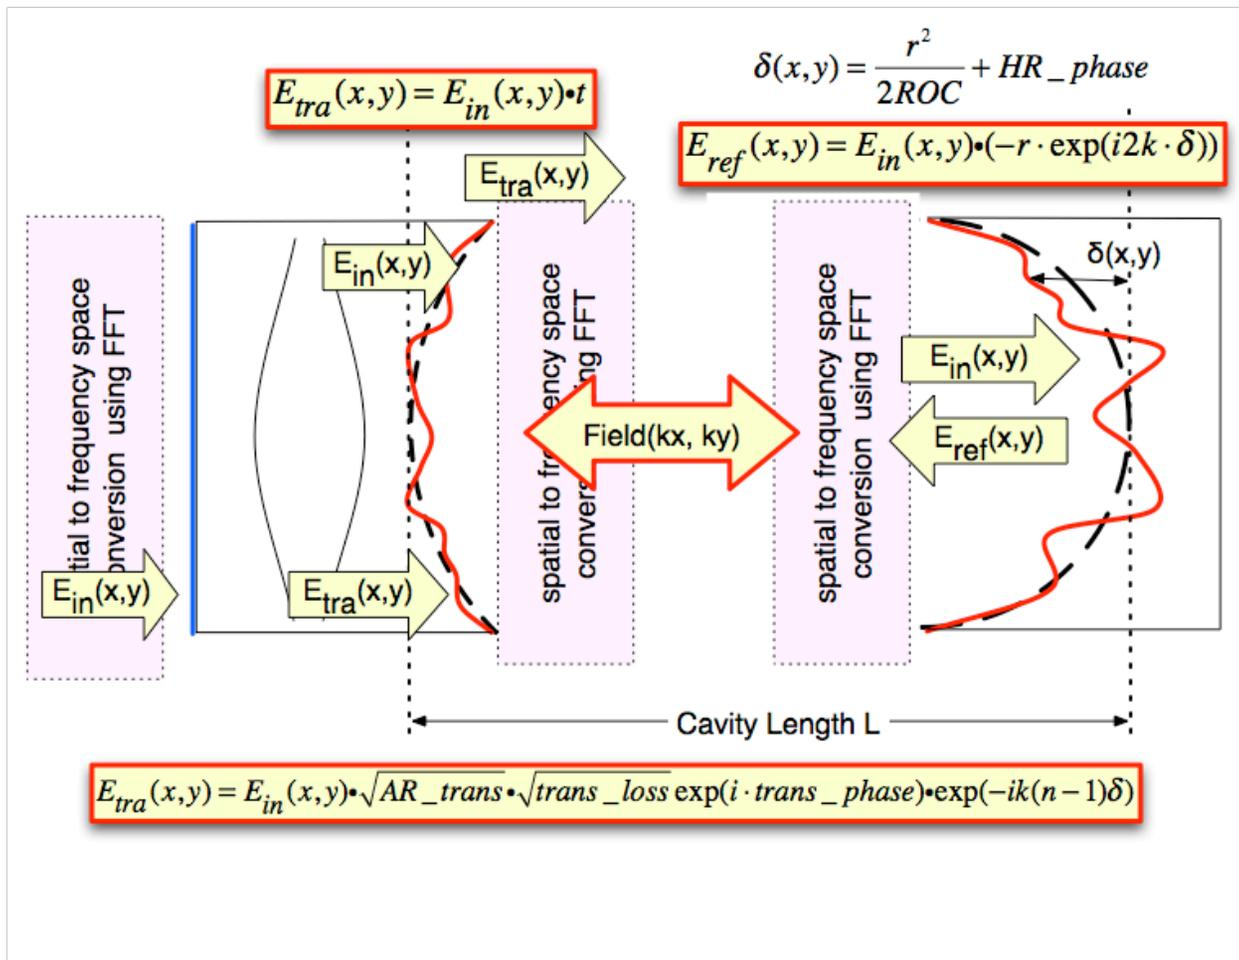 δ(x,y) = r² / 2ROC + HR_phase
E_tra(x,y) = E_in(x,y)•t
E_ref(x,y) = E_in(x,y)•(−r · exp(i2k · δ))
E_tra(x,y)
E_in(x,y)
δ(x,y)
E_in(x,y)
E_ref(x,y)
Field(kx, ky)
tial to frequency space
onversion using FFT
spatial to frequency space
conversion using FFT
spatial to frequency space
conversion using FFT
E_in(x,y)
E_tra(x,y)
Cavity Length L
E_tra(x,y) = E_in(x,y)•√AR_trans•√trans_loss exp(i · trans_phase)•exp(−ik(n−1)δ)